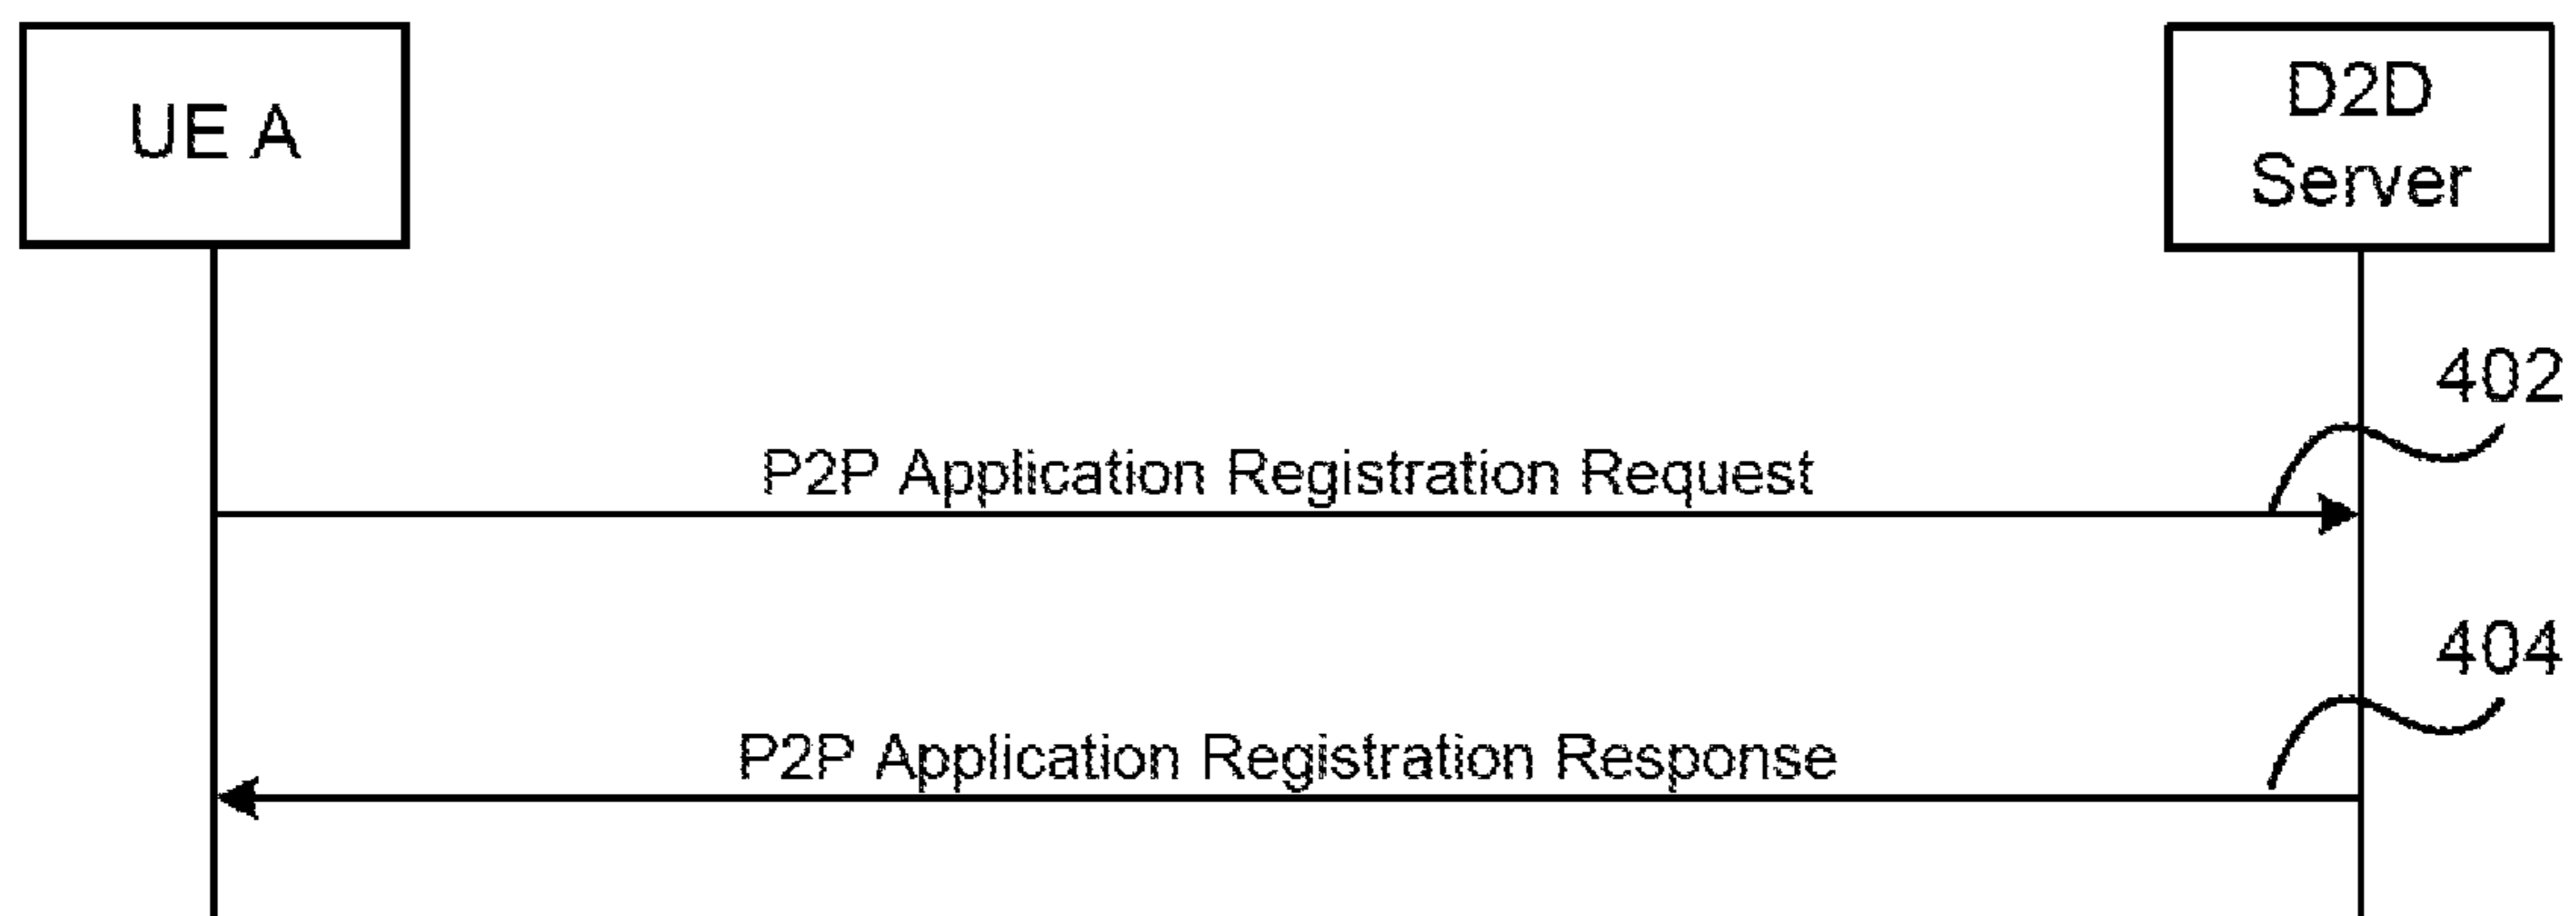 UE A
D2D
Server
402
P2P Application Registration Request
404
P2P Application Registration Response